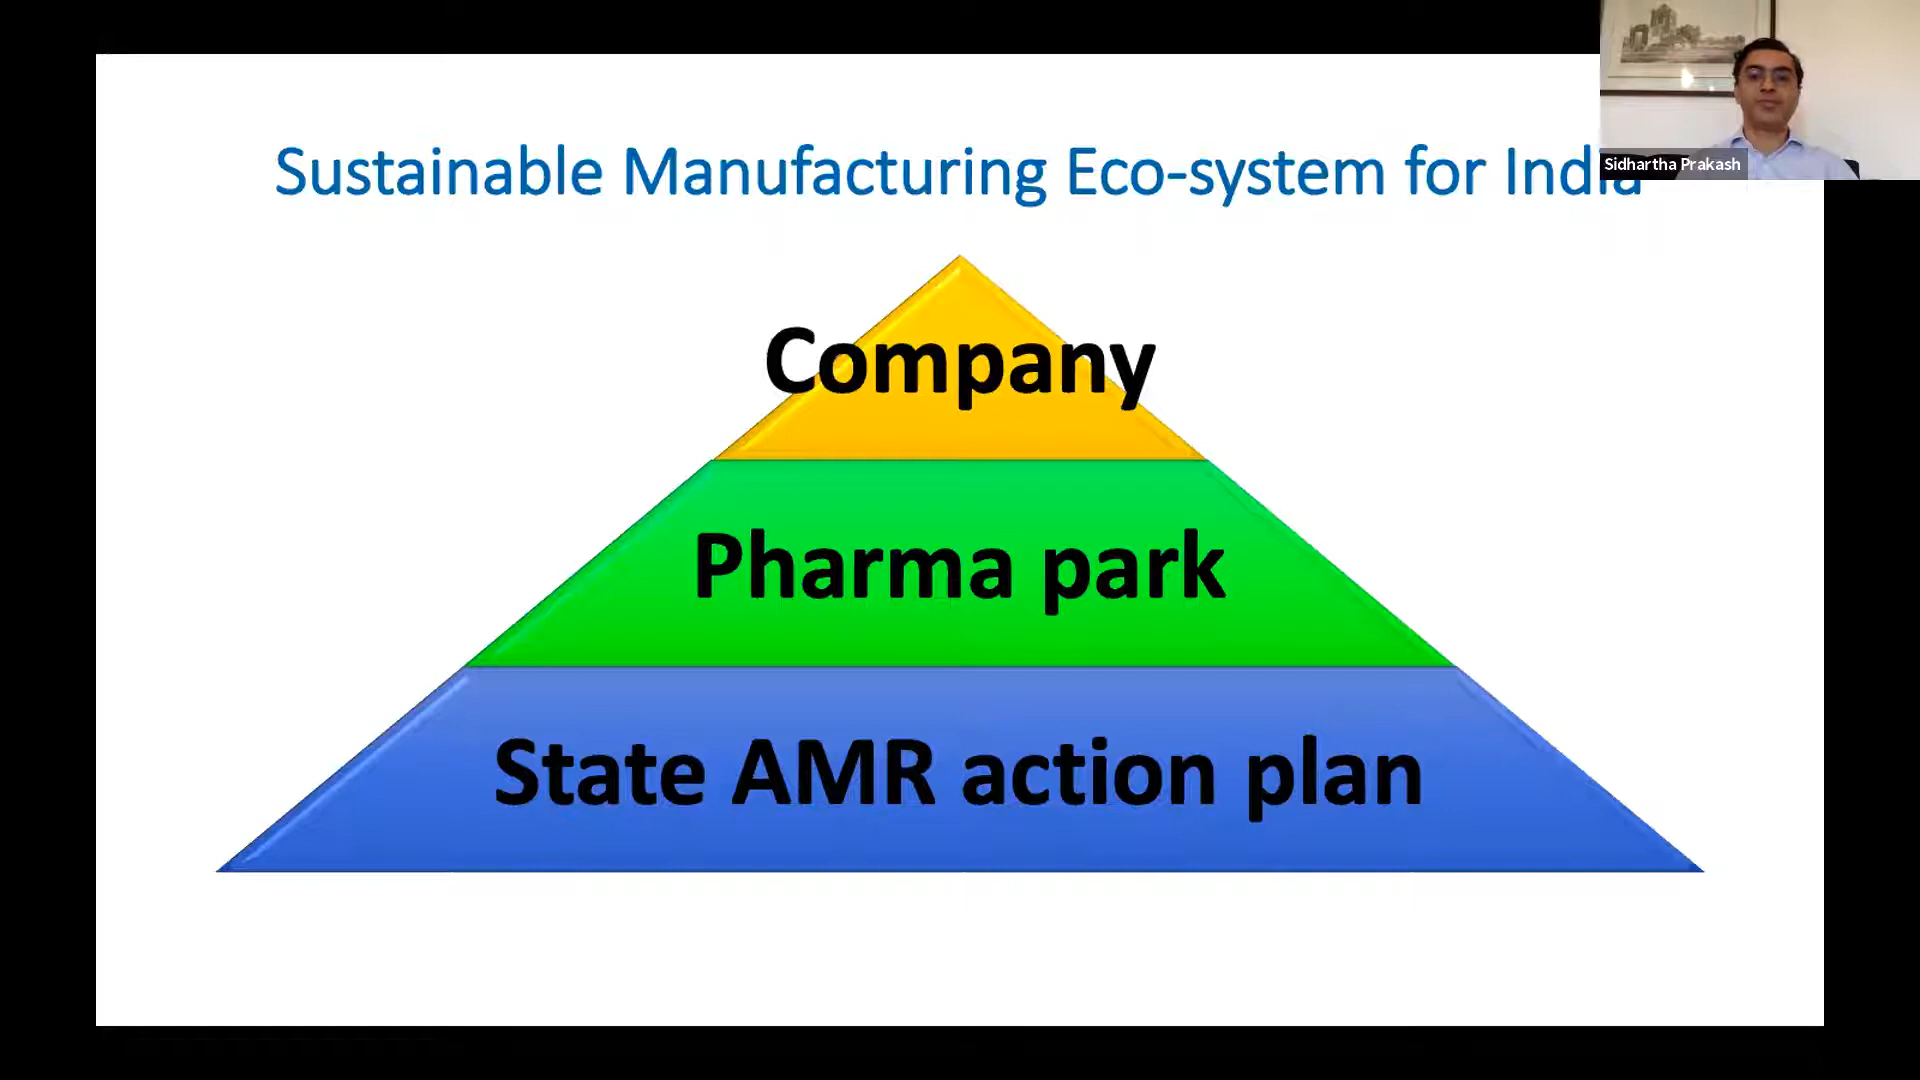 Sustainable Manufacturing Eco-system for India
Sidhartha Prakash
Company
Pharma park
State AMR action plan